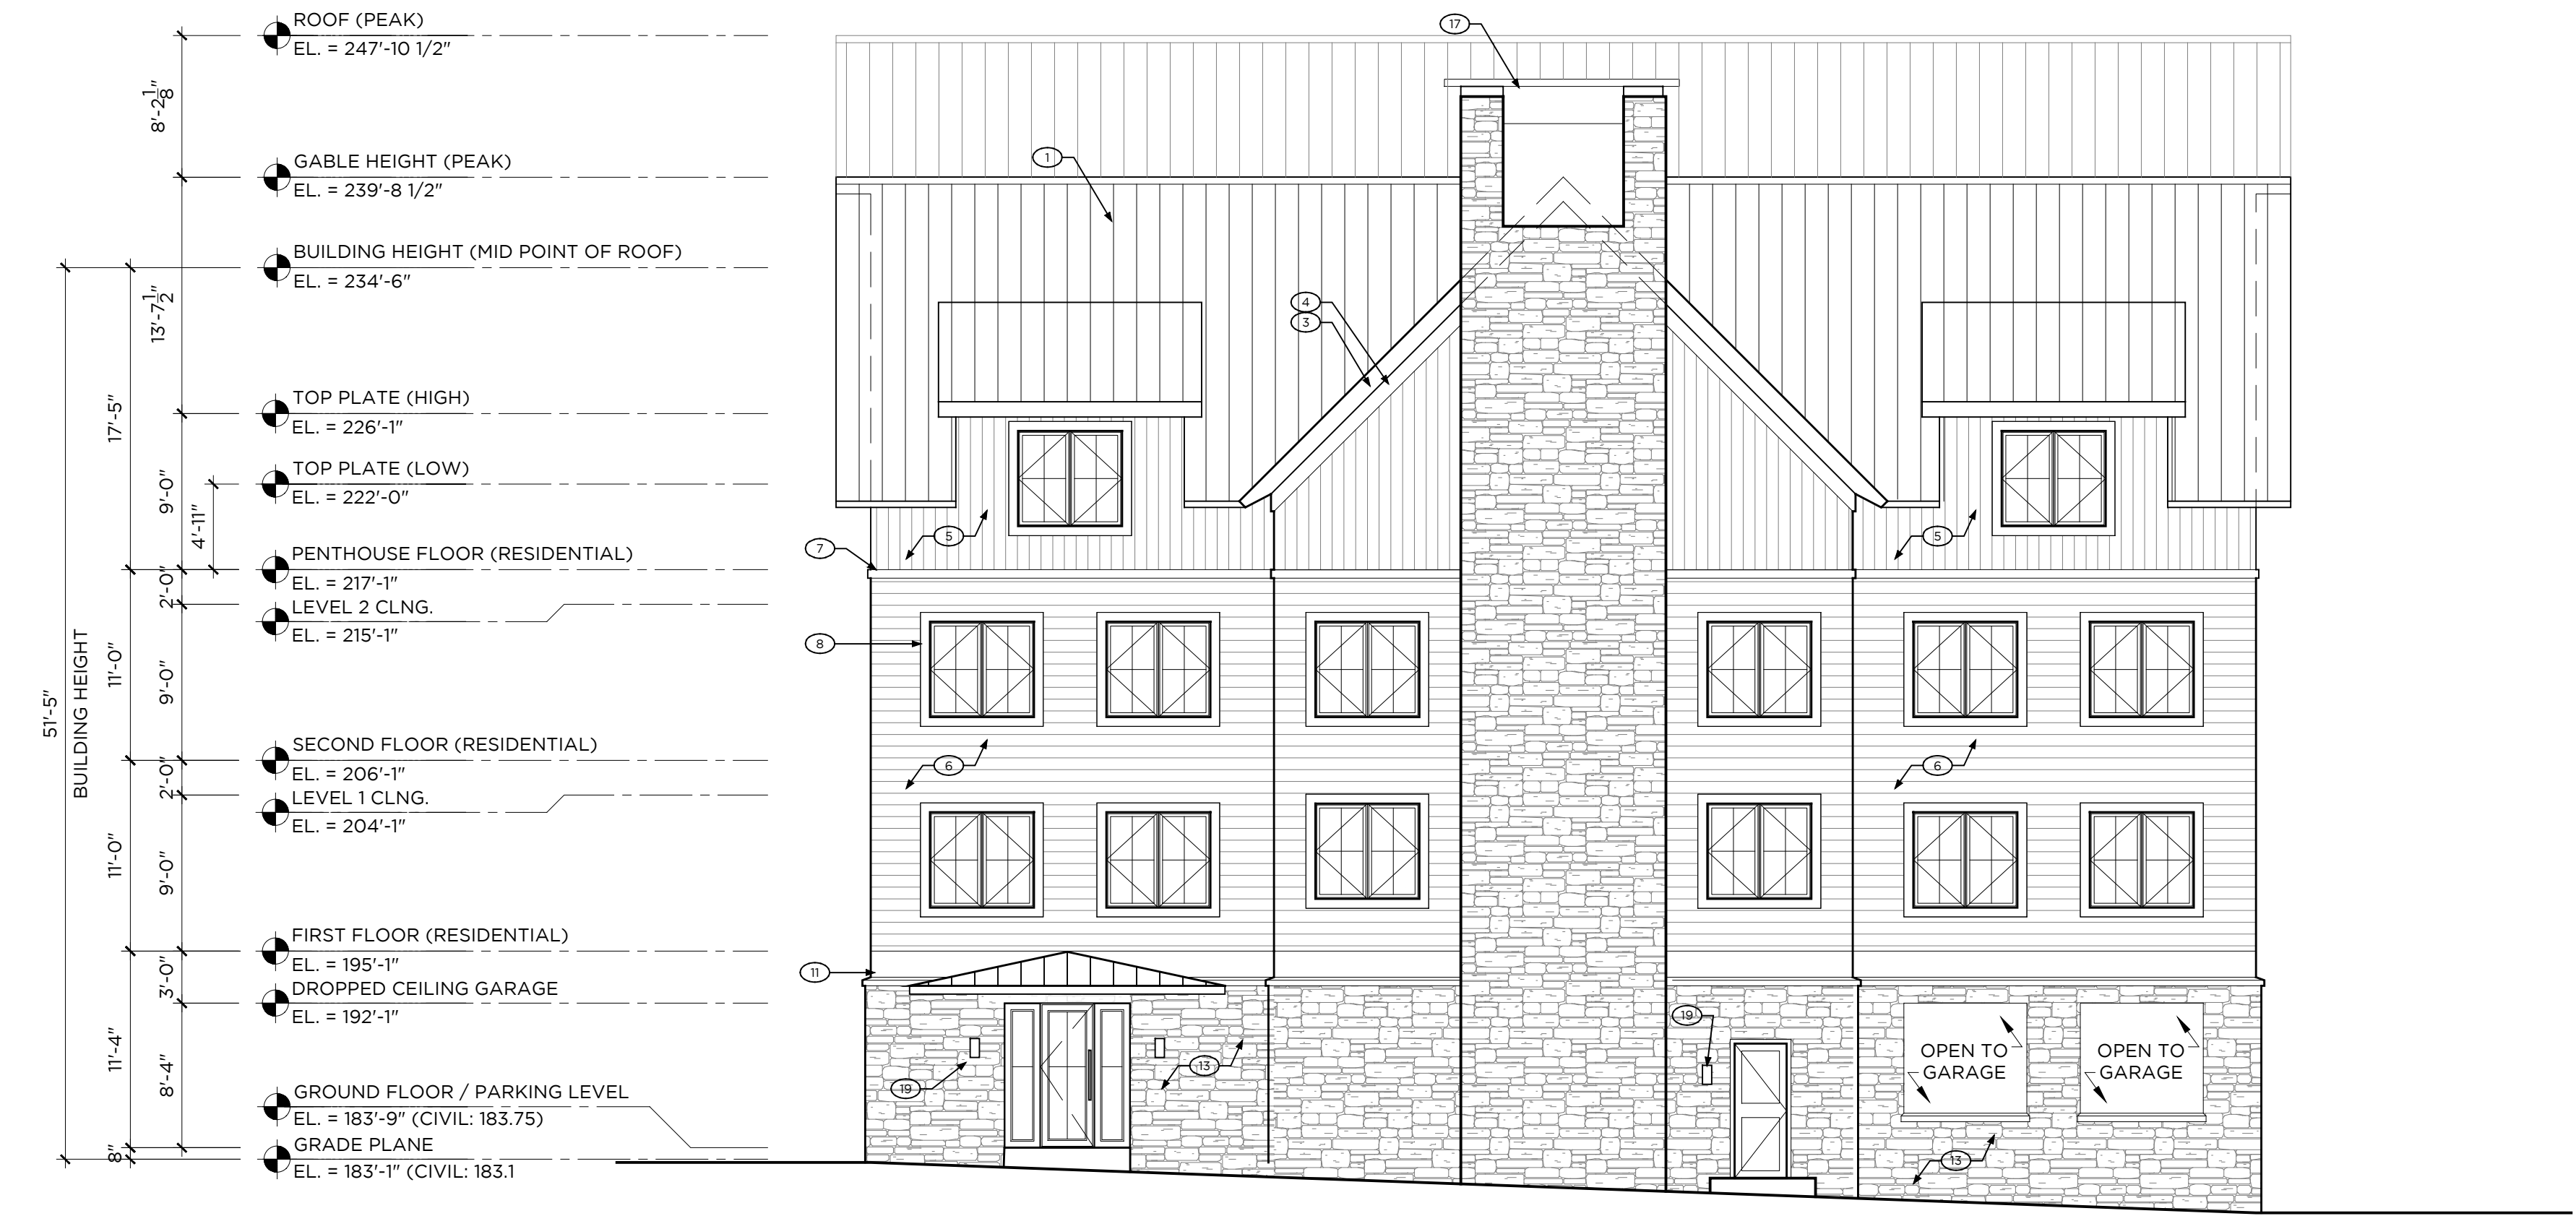 ROOF (PEAK)
EL. = 247'-10 1/2"
GABLE HEIGHT (PEAK)
EL. = 239'-8 1/2"
BUILDING HEIGHT (MID POINT OF ROOF)
EL. = 234'-6"
TOP PLATE (HIGH)
EL. = 226'-1"
TOP PLATE (LOW)
EL. = 222'-0"
PENTHOUSE FLOOR (RESIDENTIAL)
EL. = 217'-1"
LEVEL 2 CLNG.
EL. = 215'-1"
SECOND FLOOR (RESIDENTIAL)
EL. = 206'-1"
LEVEL 1 CLNG.
EL. = 204'-1"
FIRST FLOOR (RESIDENTIAL)
EL. = 195'-1"
DROPPED CEILING GARAGE
EL. = 192'-1"
GROUND FLOOR / PARKING LEVEL
EL. = 183'-9" (CIVIL: 183.75)
GRADE PLANE
EL. = 183'-1" (CIVIL: 183.1
51'-5"
BUILDING HEIGHT
17'-5"
11'-0"
11'-0"
11'-4"
8"
8'-2 1/8"
13'-7 1/2"
9'-0"
2'-0"
9'-0"
2'-0"
9'-0"
3'-0"
8'-4"
4'-11"
17
1
4
3
5
5
7
8
6
6
11
19
13
19
OPEN TO
GARAGE
OPEN TO
GARAGE
13